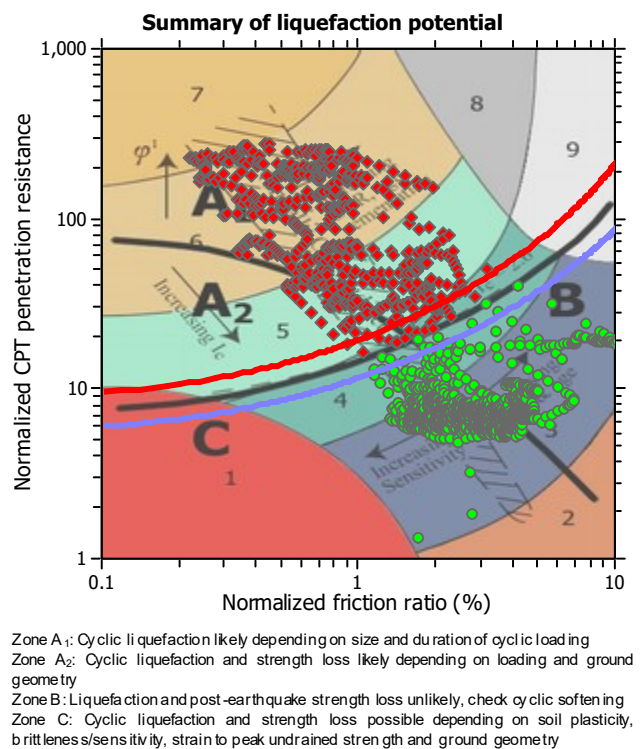 Summary of liquefaction potential
1,000
7
8
9
φ'
A
100
6
A2
Increasing Ic
B
5
10
4
C
Increasing
Sensitivity
3
1
2
1
0.1
1
10
Normalized CPT penetration resistance
Normalized friction ratio (%)
Zone A1: Cyclic liquefaction likely depending on size and duration of cyclic loading
Zone A2: Cyclic liquefaction and strength loss likely depending on loading and ground
geometry
Zone B: Liquefaction and post-earthquake strength loss unlikely, check cyclic softening
Zone C: Cyclic liquefaction and strength loss possible depending on soil plasticity,
brittleness/sensitivity, strain to peak undrained strength and ground geometry